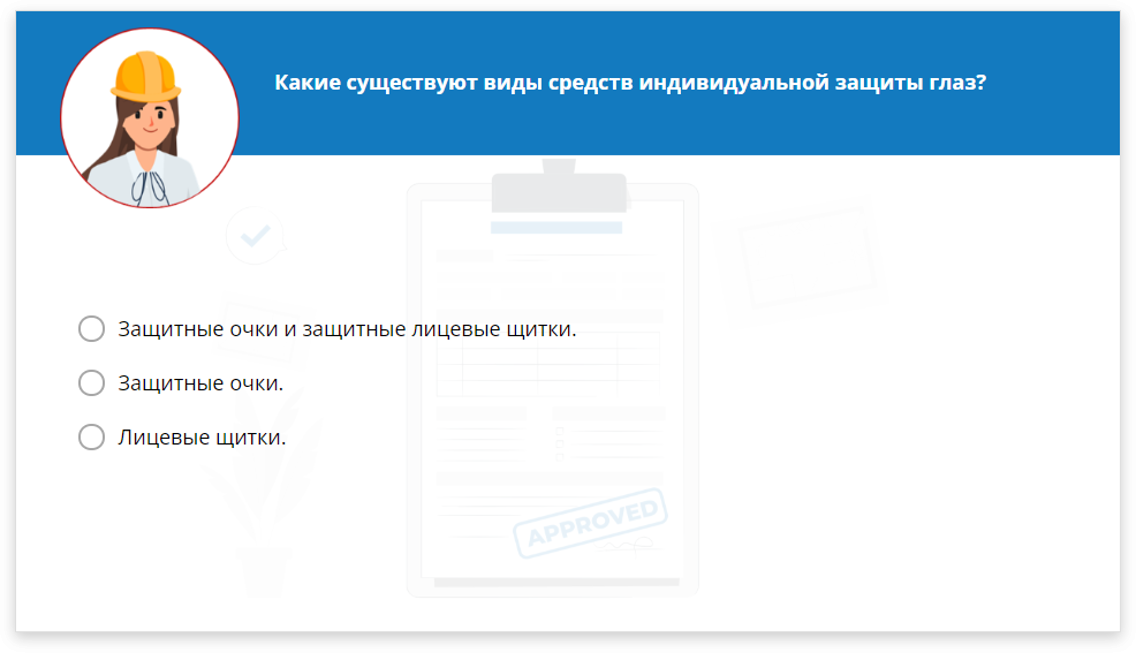 Какие существуют виды средств индивидуальной защиты глаз?
Защитные очки и защитные лицевые щитки.
Защитные очки.
Лицевые щитки.
APPROVED